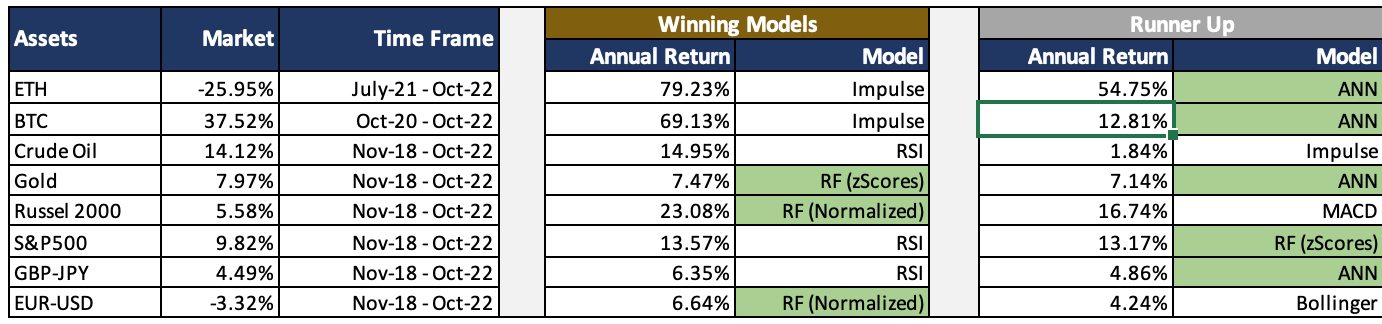 Winning Models Runner Up
Assets Market Time Frame Annual Return Model Annual Return Model
ETH -25.95% July-21 - Oct-22 79.23% Impulse 54.75% ANN
BTC 37.52% Oct-20 - Oct-22 69.13% Impulse 12.81% ANN
Crude Oil 14.12% Nov-18 - Oct-22 14.95% RSI 1.84% Impulse
Gold 7.97% Nov-18 - Oct-22 7.47% RF (zScores) 7.14% ANN
Russel 2000 5.58% Nov-18 - Oct-22 23.08% RF (Normalized) 16.74% MACD
S&P500 9.82% Nov-18 - Oct-22 13.57% RSI 13.17% RF (zScores)
GBP-JPY 4.49% Nov-18 - Oct-22 6.35% RSI 4.86% ANN
EUR-USD -3.32% Nov-18 - Oct-22 6.64% RF (Normalized) 4.24% Bollinger